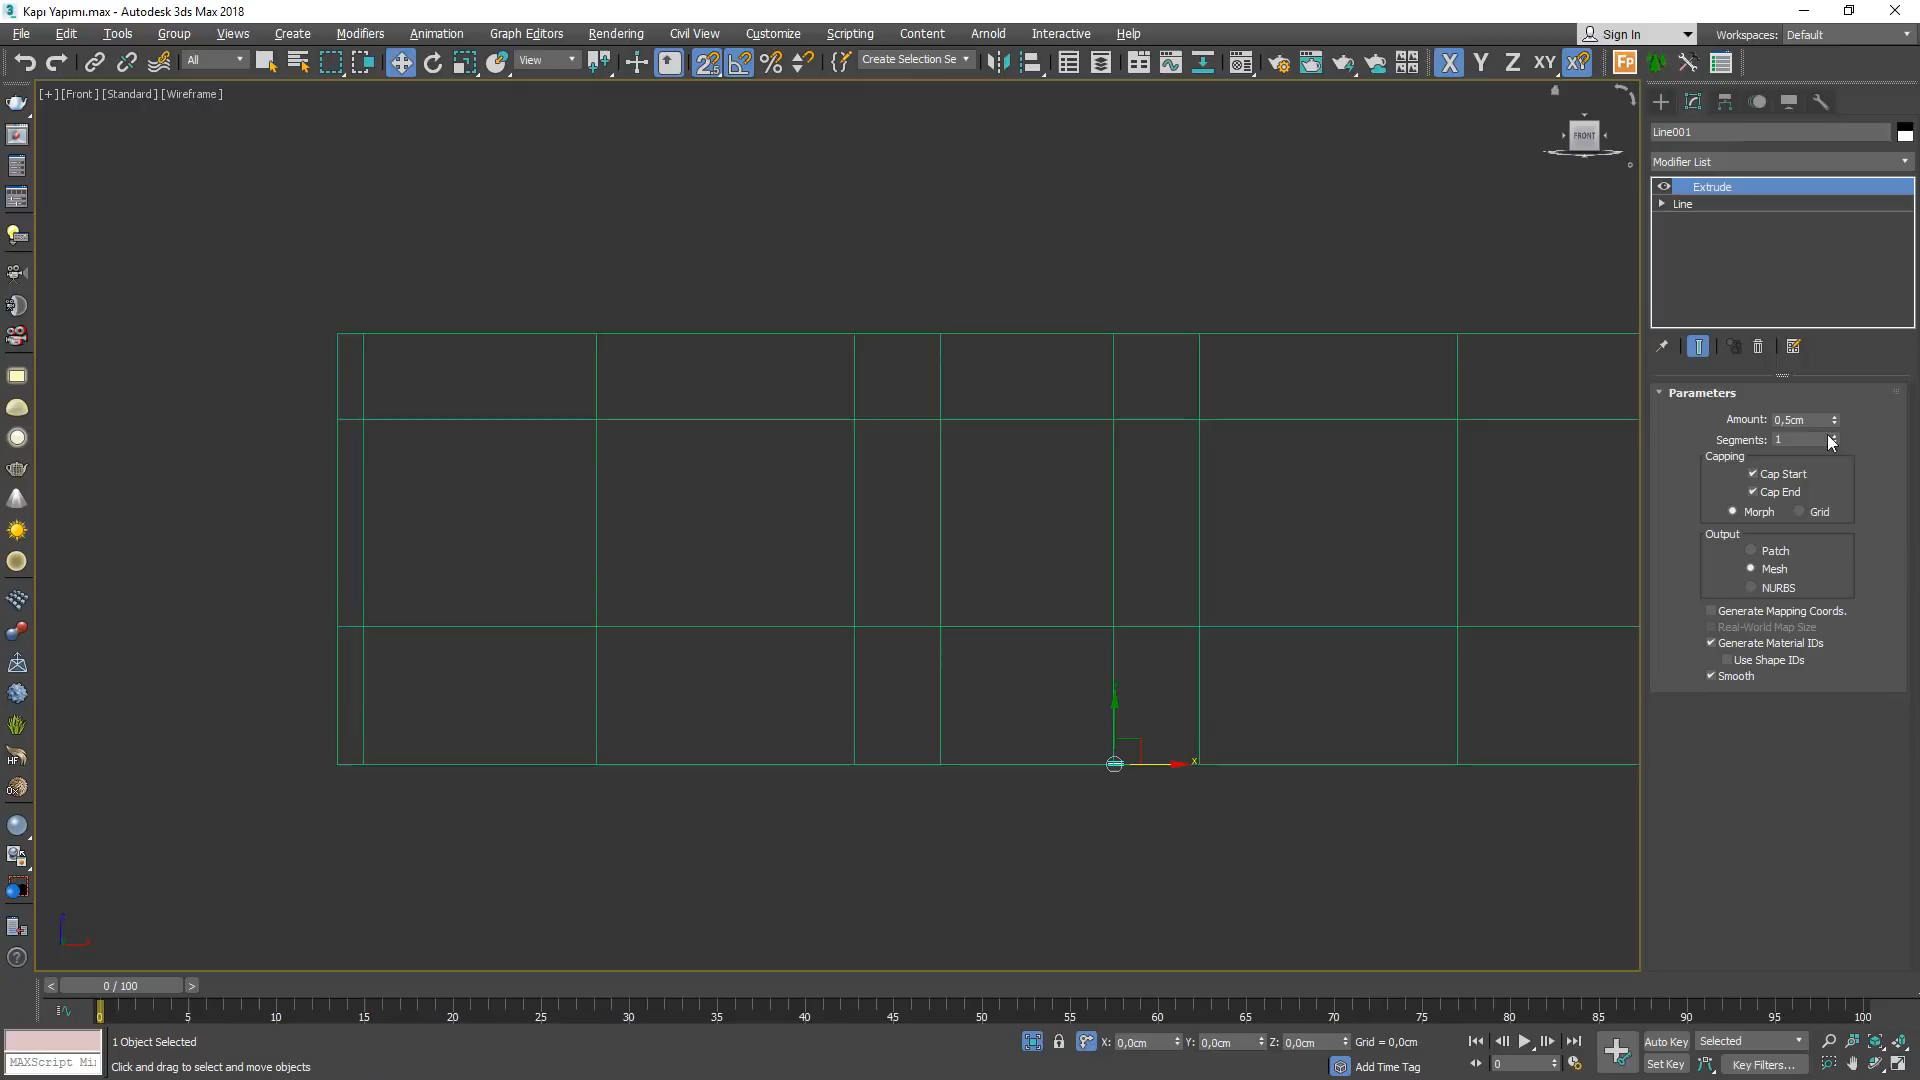 Kapı Yapımı.max - Autodesk 3ds Max 2018
File Edit Tools Group Views Create Modifiers Animation Graph Editors Rendering Civil View Customize Scripting Content Arnold Interactive Help
Sign In
Workspaces: Default
All
View
Create Selection Se
X Y Z XY
[+] [Front] [Standard] [Wireframe]
FRONT
Line001
Modifier List
Extrude
Line
Parameters
Amount: 0,5cm
Segments: 1
Capping
Cap Start
Cap End
Morph Grid
Output
Patch
Mesh
NURBS
Generate Mapping Coords.
Real-World Map Size
Generate Material IDs
Use Shape IDs
Smooth
x
< 0 / 100 >
0 5 10 15 20 25 30 35 40 45 50 55 60 65 70 75 80 85 90 95 100
1 Object Selected
X: 0,0cm Y: 0,0cm Z: 0,0cm Grid = 0,0cm
Auto Key Selected
MAXScript Mi
Click and drag to select and move objects
Add Time Tag
0
Set Key Key Filters...